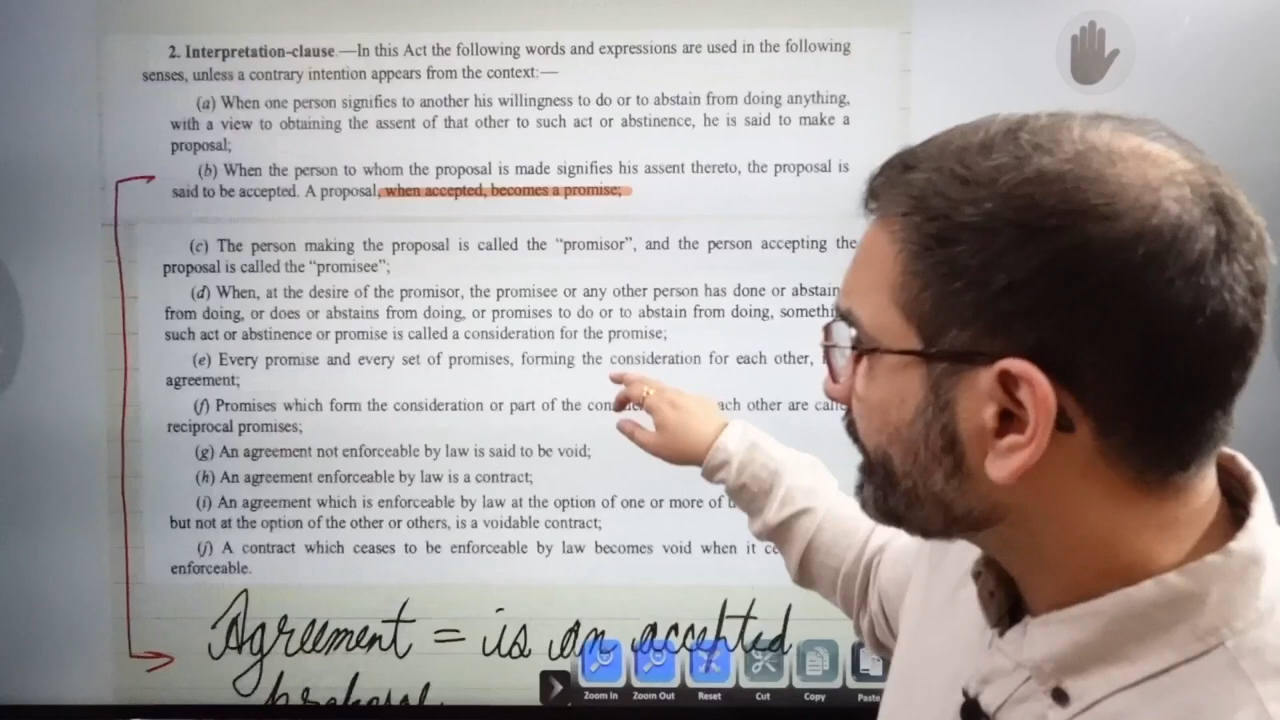 2. Interpretation-clause.—In this Act the following words and expressions are used in the following
senses, unless a contrary intention appears from the context:—
(a) When one person signifies to another his willingness to do or to abstain from doing anything,
with a view to obtaining the assent of that other to such act or abstinence, he is said to make a
proposal;
(b) When the person to whom the proposal is made signifies his assent thereto, the proposal is
said to be accepted. A proposal, when accepted, becomes a promise;
(c) The person making the proposal is called the “promisor”, and the person accepting the
proposal is called the “promisee”;
(d) When, at the desire of the promisor, the promisee or any other person has done or abstain
from doing, or does or abstains from doing, or promises to do or to abstain from doing, somethi
such act or abstinence or promise is called a consideration for the promise;
(e) Every promise and every set of promises, forming the consideration for each other,
agreement;
(f) Promises which form the consideration or part of the ach other are calle
reciprocal promises;
(g) An agreement not enforceable by law is said to be void;
(h) An agreement enforceable by law is a contract;
(i) An agreement which is enforceable by law at the option of one or more of
but not at the option of the other or others, is a voidable contract;
(j) A contract which ceases to be enforceable by law becomes void when it ce
enforceable.
Agreement = is an accepted
proposal.
Zoom In Zoom Out Reset Cut Copy Paste